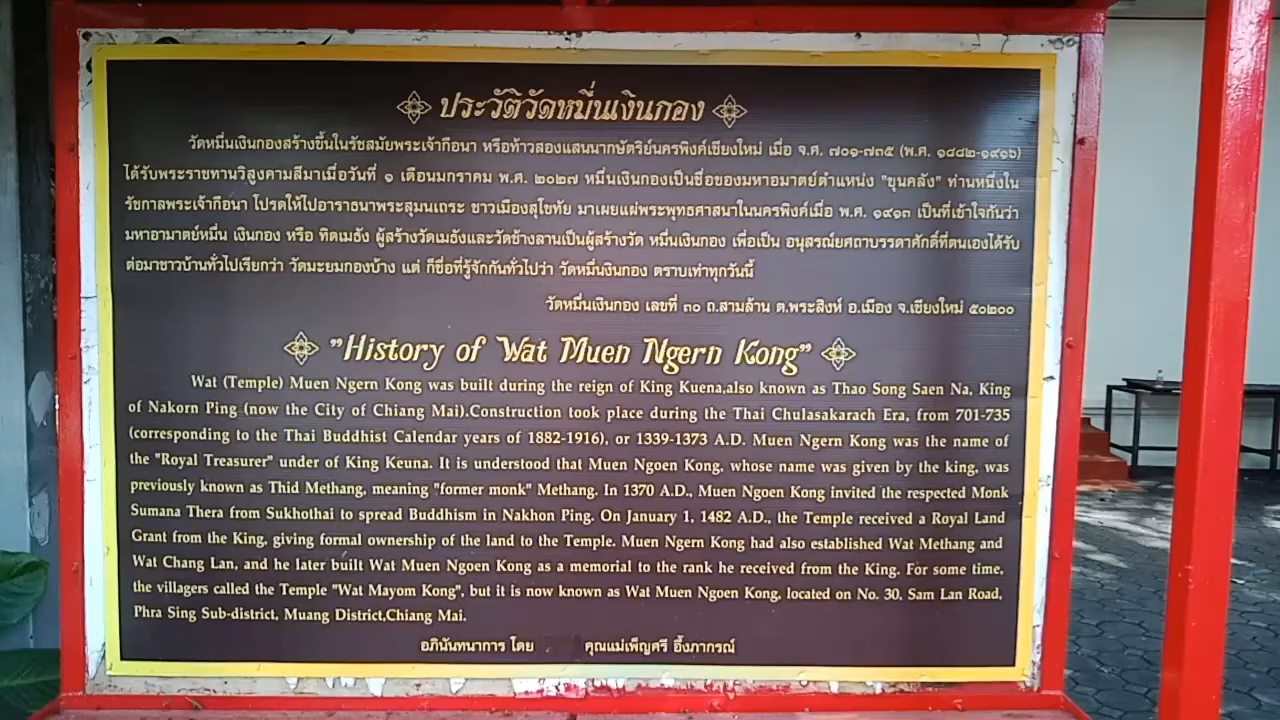 ประวัติวัดหมื่นเงินกอง
วัดหมื่นเงินกองสร้างขึ้นในรัชสมัยพระเจ้ากือนา หรือท้าวสองแสนนากษัตริย์นครพิงค์เชียงใหม่ เมื่อ จ.ศ. ๗๐๑-๗๓๕ (พ.ศ. ๑๘๘๒-๑๙๑๖)
ได้รับพระราชทานวิสูงคามสีมาเมื่อวันที่ ๑ เดือนมกราคม พ.ศ. ๒๐๒๗ หมื่นเงินกองเป็นชื่อของมหาอามาตย์ตำแหน่ง "ขุนคลัง" ท่านหนึ่งใน
รัชกาลพระเจ้ากือนา โปรดให้ไปอาราธนาพระสุมนเถระ ชาวเมืองสุโขทัย มาเผยแผ่พระพุทธศาสนาในนครพิงค์เมื่อ พ.ศ. ๑๙๑๓ เป็นที่เข้าใจกันว่า
มหาอามาตย์หมื่น เงินกอง หรือ ทิดเมธัง ผู้สร้างวัดเมธังและวัดช้างลานเป็นผู้สร้างวัด หมื่นเงินกอง เพื่อเป็น อนุสรณ์ยศถาบรรดาศักดิ์ที่ตนเองได้รับ
ต่อมาชาวบ้านทั่วไปเรียกว่า วัดมะยมกองบ้าง แต่ ก็ชื่อที่รู้จักกันทั่วไปว่า วัดหมื่นเงินกอง ตราบเท่าทุกวันนี้
วัดหมื่นเงินกอง เลขที่ ๓๐ ถ.สามล้าน ต.พระสิงห์ อ.เมือง จ.เชียงใหม่ ๕๐๒๐๐
"History of Wat Muen Ngern Kong"
Wat (Temple) Muen Ngern Kong was built during the reign of King Kuena,also known as Thao Song Saen Na, King
of Nakorn Ping (now the City of Chiang Mai).Construction took place during the Thai Chulasakarach Era, from 701-735
(corresponding to the Thai Buddhist Calendar years of 1882-1916), or 1339-1373 A.D. Muen Ngern Kong was the name of
the "Royal Treasurer" under of King Keuna. It is understood that Muen Ngoen Kong, whose name was given by the king, was
previously known as Thid Methang, meaning "former monk" Methang. In 1370 A.D., Muen Ngoen Kong invited the respected Monk
Sumana Thera from Sukhothai to spread Buddhism in Nakhon Ping. On January 1, 1482 A.D., the Temple received a Royal Land
Grant from the King, giving formal ownership of the land to the Temple. Muen Ngern Kong had also established Wat Methang and
Wat Chang Lan, and he later built Wat Muen Ngoen Kong as a memorial to the rank he received from the King. For some time,
the villagers called the Temple "Wat Mayom Kong", but it is now known as Wat Muen Ngoen Kong, located on No. 30, Sam Lan Road,
Phra Sing Sub-district, Muang District,Chiang Mai.
อภินันทนาการ โดย คุณแม่เพ็ญศรี อึ้งภากรณ์